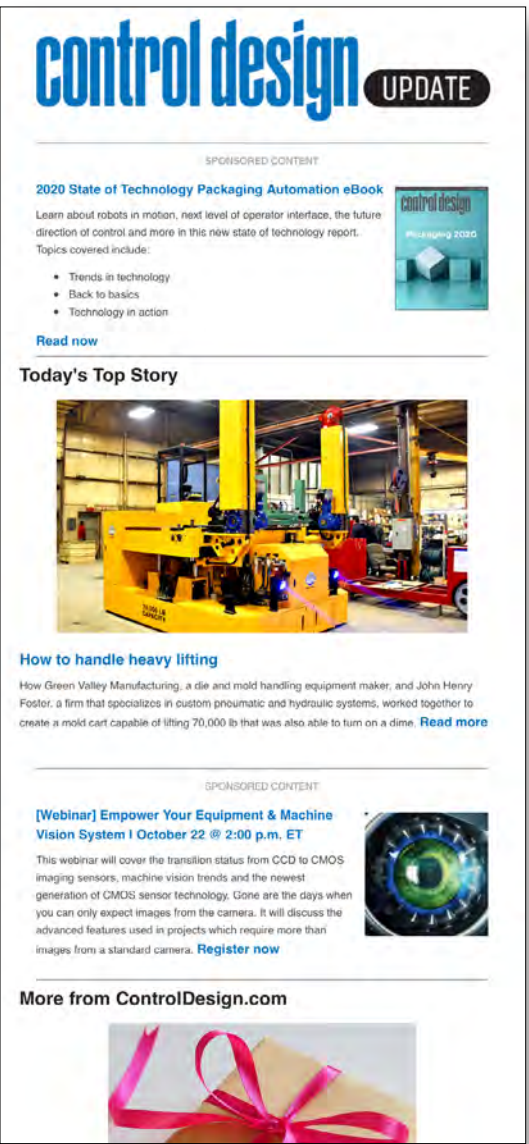 control design UPDATE
SPONSORED CONTENT
2020 State of Technology Packaging Automation eBook
Learn about robots in motion, next level of operator interface, the future
direction of control and more in this new state of technology report.
Topics covered include:
• Trends in technology
• Back to basics
• Technology in action
Read now
control design
Packaging 2020
Today's Top Story
70,000 LB
CAPACITY
How to handle heavy lifting
How Green Valley Manufacturing, a die and mold handling equipment maker, and John Henry
Foster, a firm that specializes in custom pneumatic and hydraulic systems, worked together to
create a mold cart capable of lifting 70,000 lb that was also able to turn on a dime. Read more
SPONSORED CONTENT
[Webinar] Empower Your Equipment & Machine
Vision System I October 22 @ 2:00 p.m. ET
This webinar will cover the transition status from CCD to CMOS
imaging sensors, machine vision trends and the newest
generation of CMOS sensor technology. Gone are the days when
you can only expect images from the camera. It will discuss the
advanced features used in projects which require more than
images from a standard camera. Register now
More from ControlDesign.com